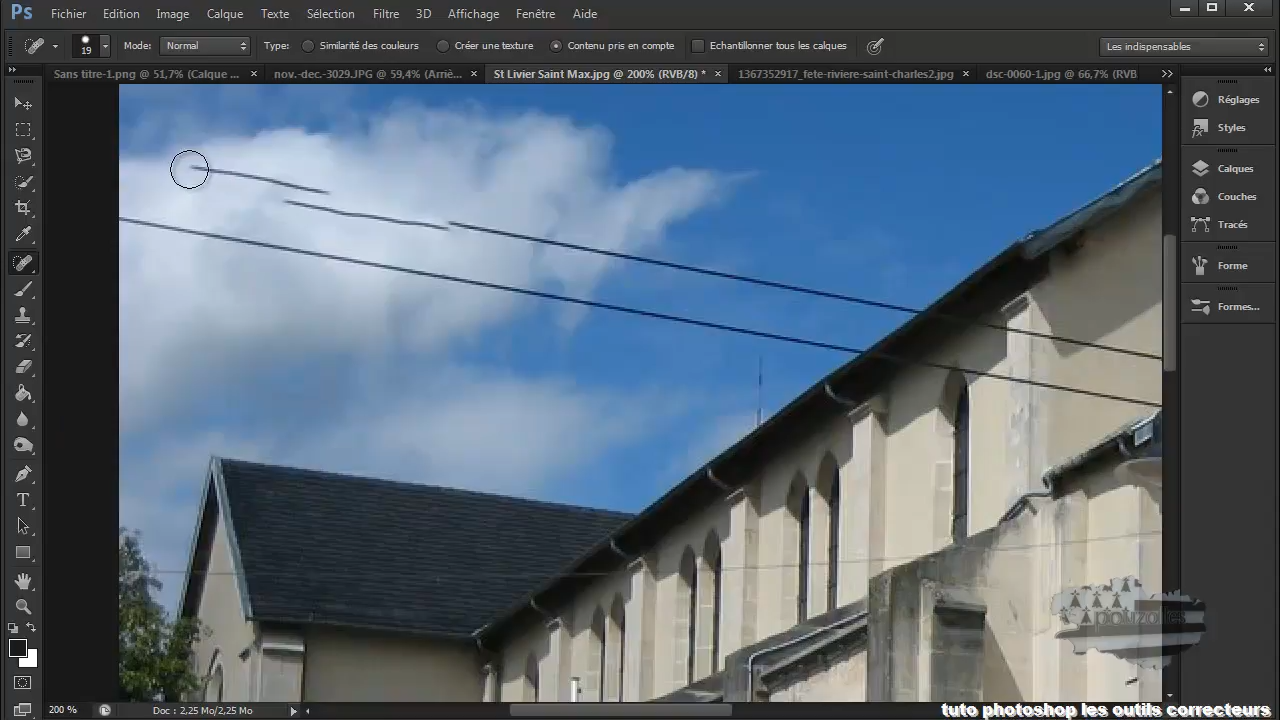 Ps Fichier Edition Image Calque Texte Sélection Filtre 3D Affichage Fenêtre Aide
19 Mode: Normal Type: Similarité des couleurs Créer une texture Contenu pris en compte Echantillonner tous les calques Les indispensables
Sans titre-1.png @ 51,7% (Calque ... × nov.-dec.-3029.JPG @ 59,4% (Arriè... × St Livier Saint Max.jpg @ 200% (RVB/8) * × 1367352917_fete-riviere-saint-charles2.jpg × dsc-0060-1.jpg @ 66,7% (RVB
Réglages
Styles
Calques
Couches
Tracés
Forme
Formes...
200 % Doc : 2,25 Mo/2,25 Mo
tuto photoshop les outils correcteurs